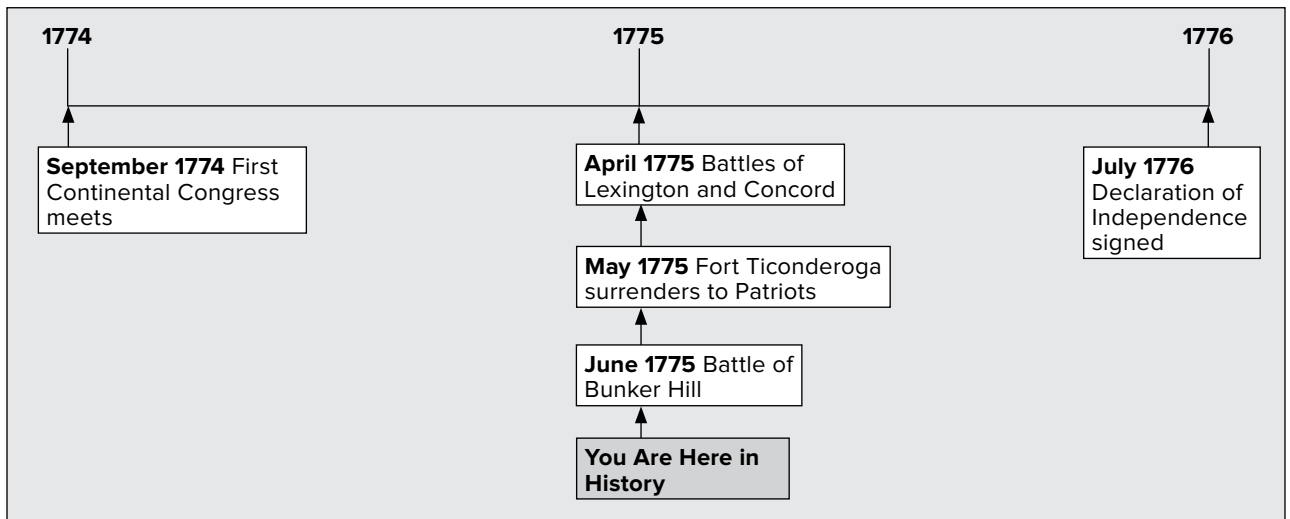 1774
1775
1776
September 1774 First
Continental Congress
meets
April 1775 Battles of
Lexington and Concord
May 1775 Fort Ticonderoga
surrenders to Patriots
June 1775 Battle of
Bunker Hill
You Are Here in
History
July 1776
Declaration of
Independence
signed